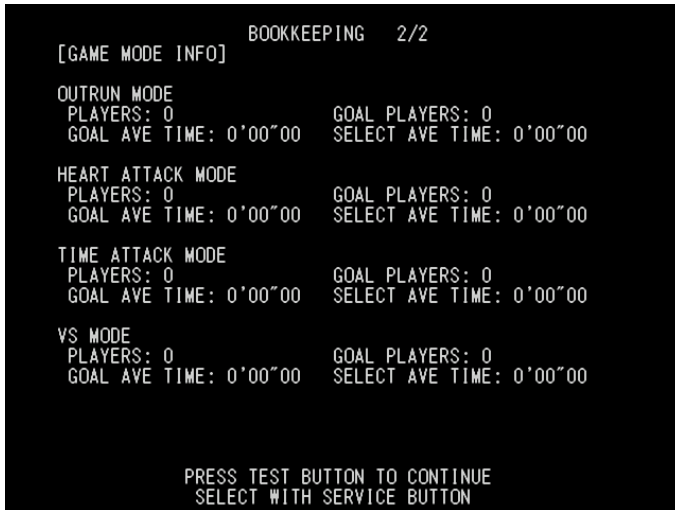 BOOKKEEPING 2/2
[GAME MODE INFO]
OUTRUN MODE
PLAYERS: 0 GOAL PLAYERS: 0
GOAL AVE TIME: 0'00"00 SELECT AVE TIME: 0'00"00
HEART ATTACK MODE
PLAYERS: 0 GOAL PLAYERS: 0
GOAL AVE TIME: 0'00"00 SELECT AVE TIME: 0'00"00
TIME ATTACK MODE
PLAYERS: 0 GOAL PLAYERS: 0
GOAL AVE TIME: 0'00"00 SELECT AVE TIME: 0'00"00
VS MODE
PLAYERS: 0 GOAL PLAYERS: 0
GOAL AVE TIME: 0'00"00 SELECT AVE TIME: 0'00"00
PRESS TEST BUTTON TO CONTINUE
SELECT WITH SERVICE BUTTON